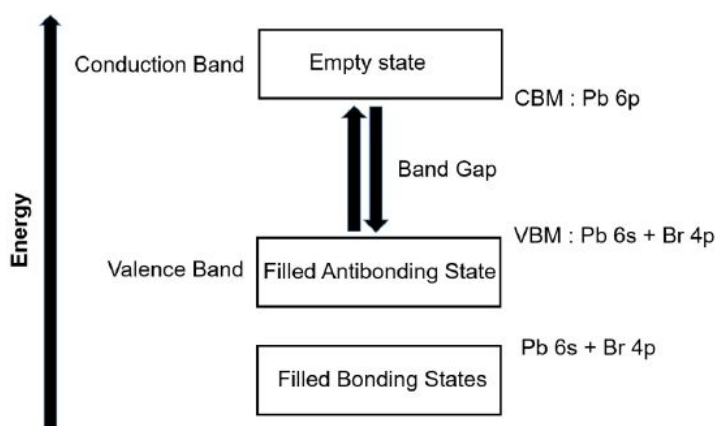 Conduction Band
Empty state
CBM : Pb 6p
Band Gap
Energy
VBM : Pb 6s + Br 4p
Valence Band
Filled Antibonding State
Pb 6s + Br 4p
Filled Bonding States